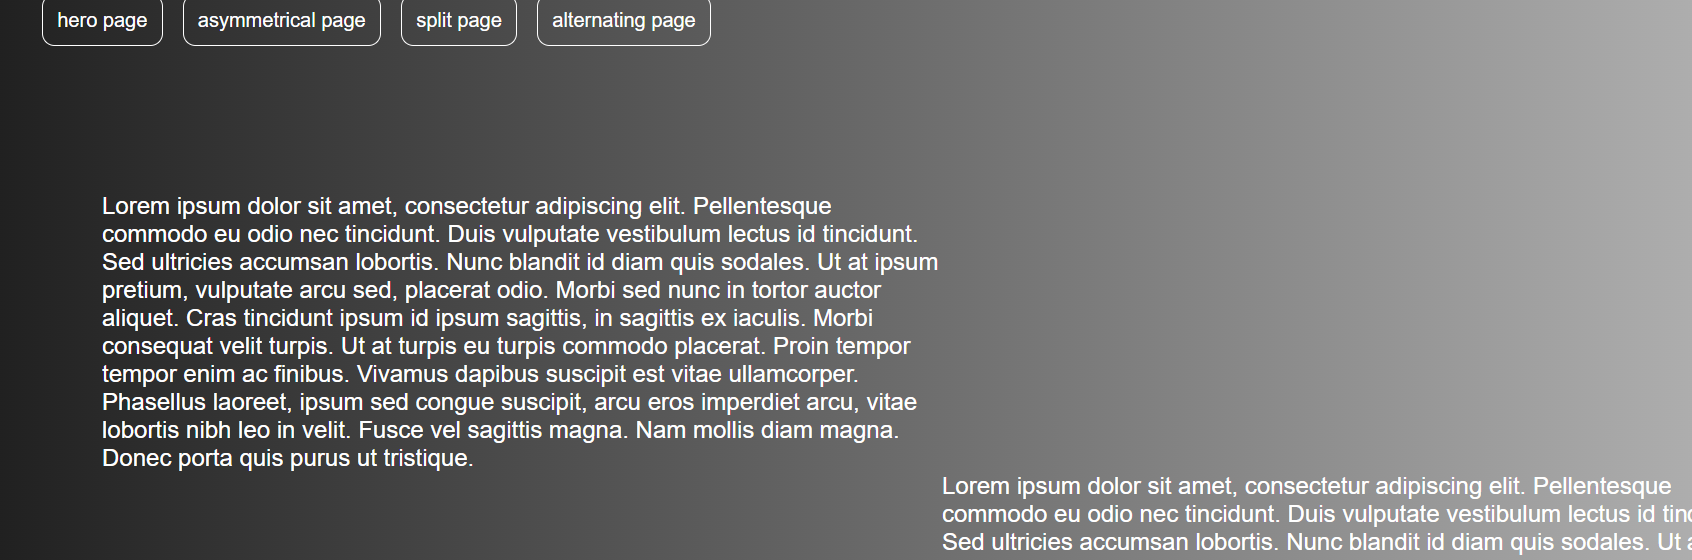 hero page
asymmetrical page
split page
alternating page
Lorem ipsum dolor sit amet, consectetur adipiscing elit. Pellentesque
commodo eu odio nec tincidunt. Duis vulputate vestibulum lectus id tincidunt.
Sed ultricies accumsan lobortis. Nunc blandit id diam quis sodales. Ut at ipsum
pretium, vulputate arcu sed, placerat odio. Morbi sed nunc in tortor auctor
aliquet. Cras tincidunt ipsum id ipsum sagittis, in sagittis ex iaculis. Morbi
consequat velit turpis. Ut at turpis eu turpis commodo placerat. Proin tempor
tempor enim ac finibus. Vivamus dapibus suscipit est vitae ullamcorper.
Phasellus laoreet, ipsum sed congue suscipit, arcu eros imperdiet arcu, vitae
lobortis nibh leo in velit. Fusce vel sagittis magna. Nam mollis diam magna.
Donec porta quis purus ut tristique.
Lorem ipsum dolor sit amet, consectetur adipiscing elit. Pellentesque
commodo eu odio nec tincidunt. Duis vulputate vestibulum lectus id
Sed ultricies accumsan lobortis. Nunc blandit id diam quis sodales. Ut